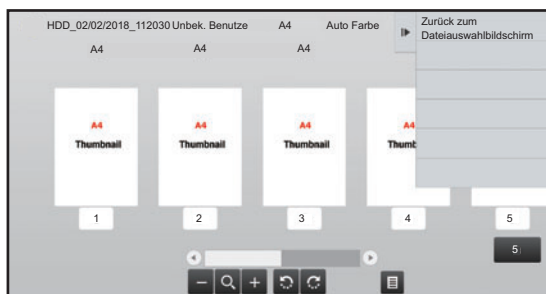 HDD_02/02/2018_112030 Unbek. Benutze A4 Auto Farbe
Zurück zum
Dateiauswahlbildschirm
A4 A4 A4
A4 A4 A4 A4
Thumbnail Thumbnail Thumbnail Thumb
1 2 3 4 5
5